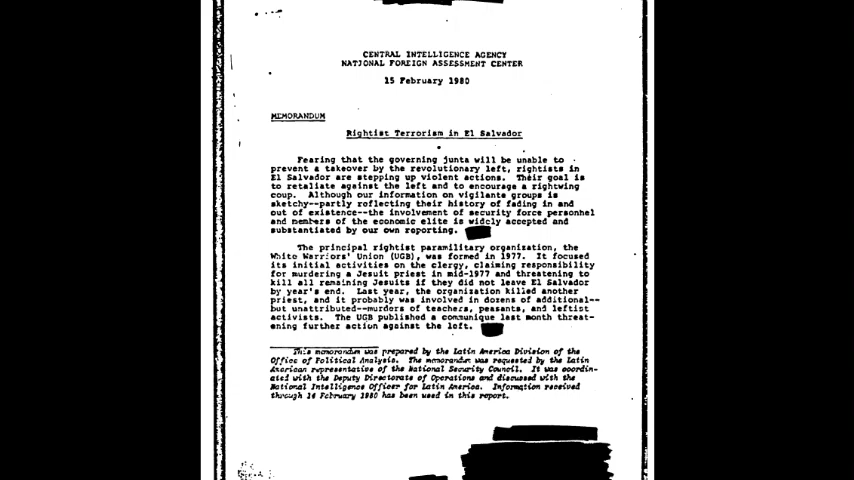 CENTRAL INTELLIGENCE AGENCY
NATIONAL FOREIGN ASSESSMENT CENTER
15 February 1980
MEMORANDUM
Rightist Terrorism in El Salvador
Fearing that the governing junta will be unable to
prevent a takeover by the revolutionary left, rightists in
El Salvador are stepping up violent actions. Their goal is
to retaliate against the left and to encourage a rightwing
coup. Although our information on vigilante groups is
sketchy--partly reflecting their history of fading in and
out of existence--the involvement of security force personnel
and members of the economic elite is widely accepted and
substantiated by our own reporting.
The principal rightist paramilitary organization, the
White Warriors' Union (UGB), was formed in 1977. It focused
its initial activities on the clergy, claiming responsibility
for murdering a Jesuit priest in mid-1977 and threatening to
kill all remaining Jesuits if they did not leave El Salvador
by year's end. Last year, the organization killed another
priest, and it probably was involved in dozens of additional--
but unattributed--murders of teachers, peasants, and leftist
activists. The UGB published a communique last month threat-
ening further action against the left.
This memorandum was prepared by the Latin America Division of the
Office of Political Analysis. The memorandum was requested by the Latin
American representative of the National Security Council. It was coordin-
ated with the Deputy Directorate of Operations and discussed with the
National Intelligence Officer for Latin America. Information received
through 14 February 1980 has been used in this report.